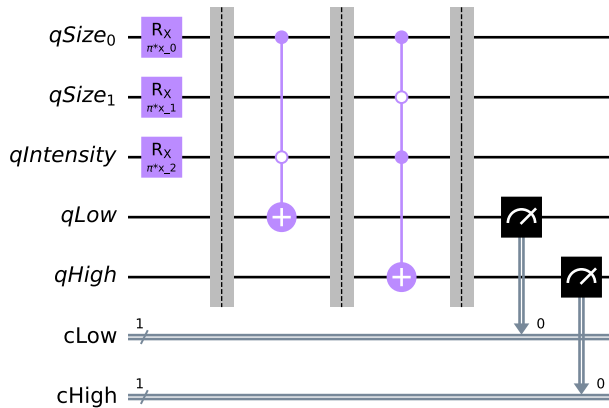 qSize0
RX
π*x_0
qSize1
RX
π*x_1
qIntensity
RX
π*x_2
qLow
qHigh
cLow
1
0
cHigh
1
0